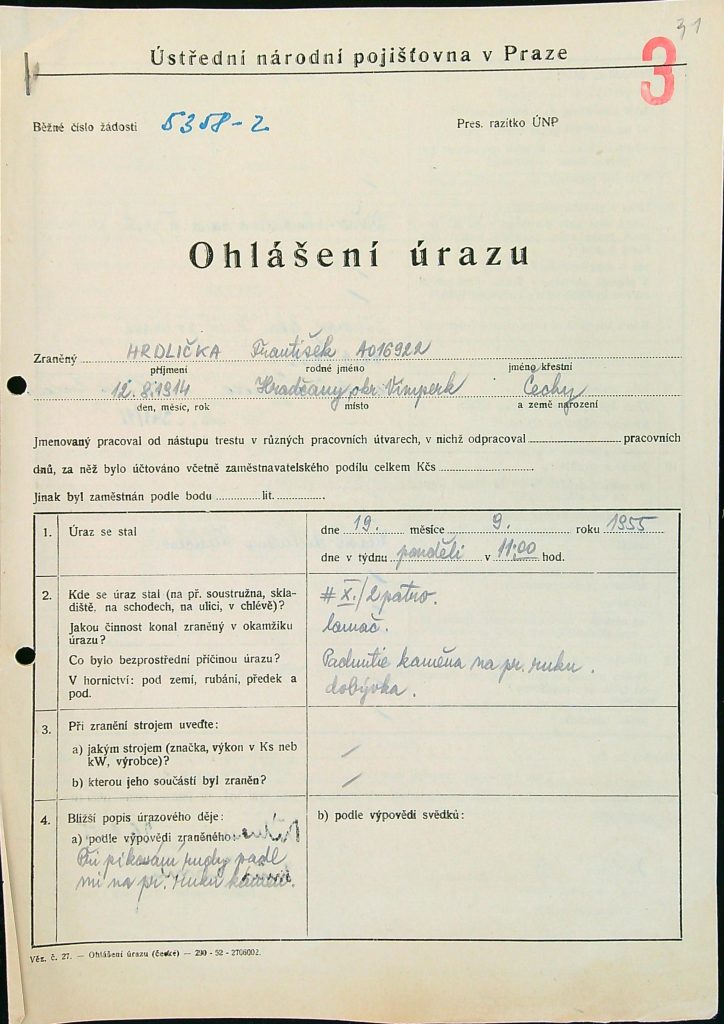 31
Ústřední národní pojišťovna v Praze
3
Běžné číslo žádosti 5358-2
Pres. razítko ÚNP
Ohlášení úrazu
Zraněný HRDLIČKA František A016922
příjmení rodné jméno jméno křestní
12.8.1914 Hradčany okr Vimperk Čechy
den, měsíc, rok místo a země narození
Jmenovaný pracoval od nástupu trestu v různých pracovních útvarech, v nichž odpracoval pracovních
dnů, za něž bylo účtováno včetně zaměstnavatelského podílu celkem Kčs
Jinak byl zaměstnán podle bodu lit.
1. Úraz se stal
dne 19. měsíce 9. roku 1955
dne v týdnu pondělí v 11:00 hod.
2. Kde se úraz stal (na př. soustružna, skla-
diště, na schodech, na ulici, v chlévě)?
# X./2 patro.
Jakou činnost konal zraněný v okamžiku
úrazu?
lamač.
Co bylo bezprostřední příčinou úrazu?
Padnutie kaměna na pr. ruku.
V hornictví: pod zemí, rubání, předek a
pod.
dobývka.
3. Při zranění strojem uveďte:
a) jakým strojem (značka, výkon v Ks neb
kW, výrobce)?
/
b) kterou jeho součástí byl zraněn?
/
4. Bližší popis úrazového děje:
a) podle výpovědi zraněného
Při pikování rudy padl
mi na pr. ruku kámen.
b) podle výpovědi svědků:
Věz. č. 27. — Ohlášení úrazu (české) — 290 - 52 - 2706002.